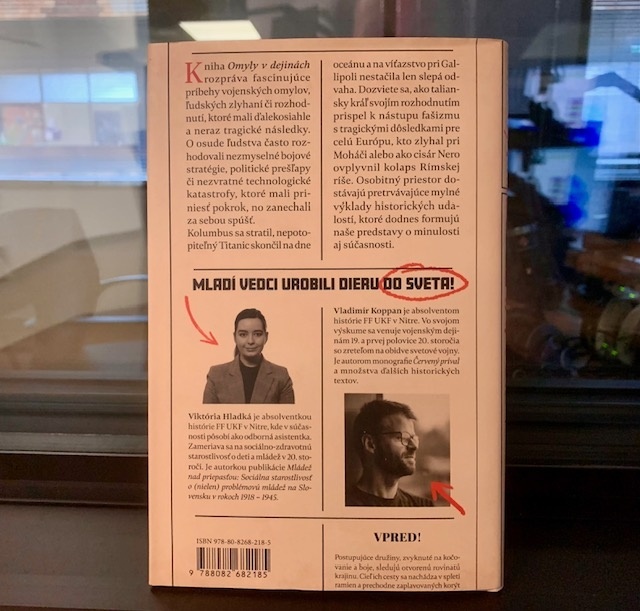 Kniha Omyly v dejinách
rozpráva fascinujúce
príbehy vojenských omylov,
ľudských zlyhaní či rozhod-
nutí, ktoré mali ďalekosiahle
a neraz tragické následky.
O osude ľudstva často roz-
hodovali nezmyselné bojové
stratégie, politické prešľapy
či nezvratné technologické
katastrofy, ktoré mali pri-
niesť pokrok, no zanechali
za sebou spúšť.
Kolumbus sa stratil, nepoto-
piteľný Titanic skončil na dne
oceánu a na víťazstvo pri Gal-
lipoli nestačila len slepá od-
vaha. Dozviete sa, ako talian-
sky kráľ svojím rozhodnutím
prispel k nástupu fašizmu
s tragickými dôsledkami pre
celú Európu, kto zlyhal pri
Moháči alebo ako cisár Nero
ovplyvnil kolaps Rímskej
ríše. Osobitný priestor do-
stávajú pretrvávajúce mylné
výklady historických uda-
lostí, ktoré dodnes formujú
naše predstavy o minulosti
aj súčasnosti.
MLADÍ VEDCI UROBILI DIERU DO SVETA!
Viktória Hladká je absolventkou
histórie FF UKF v Nitre, kde v súčas-
nosti pôsobí ako odborná asistentka.
Zameriava sa na sociálno-zdravotnú
starostlivosť o deti a mládež v 20. sto-
ročí. Je autorkou publikácie Mládež
nad priepasťou: Sociálna starostlivosť
o (nielen) problémovú mládež na Slo-
vensku v rokoch 1918 – 1945.
Vladimír Koppan je absolventom
histórie FF UKF v Nitre. Vo svojom
výskume sa venuje vojenským deji-
nám 19. a prvej polovice 20. storočia
so zreteľom na obidve svetové vojny.
Je autorom monografie Červený príval
a množstva ďalších historických
textov.
ISBN 978-80-8268-218-5
9 788082 682185
VPRED!
Postupujúce družiny, zvyknuté na kočo-
vanie a boje, sledujú otvorenú rovinatú
krajinu. Cieľ ich cesty sa nachádza v spleti
ramien a prechodne zaplavovaných korýt